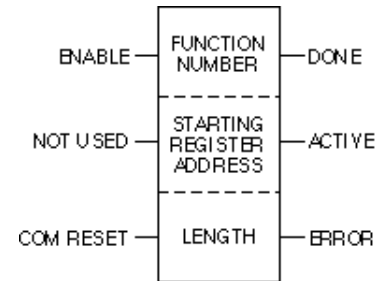 ENABLE
FUNCTION
NUMBER
DONE
NOT USED
STARTING
REGISTER
ADDRESS
ACTIVE
COM RESET
LENGTH
ERROR